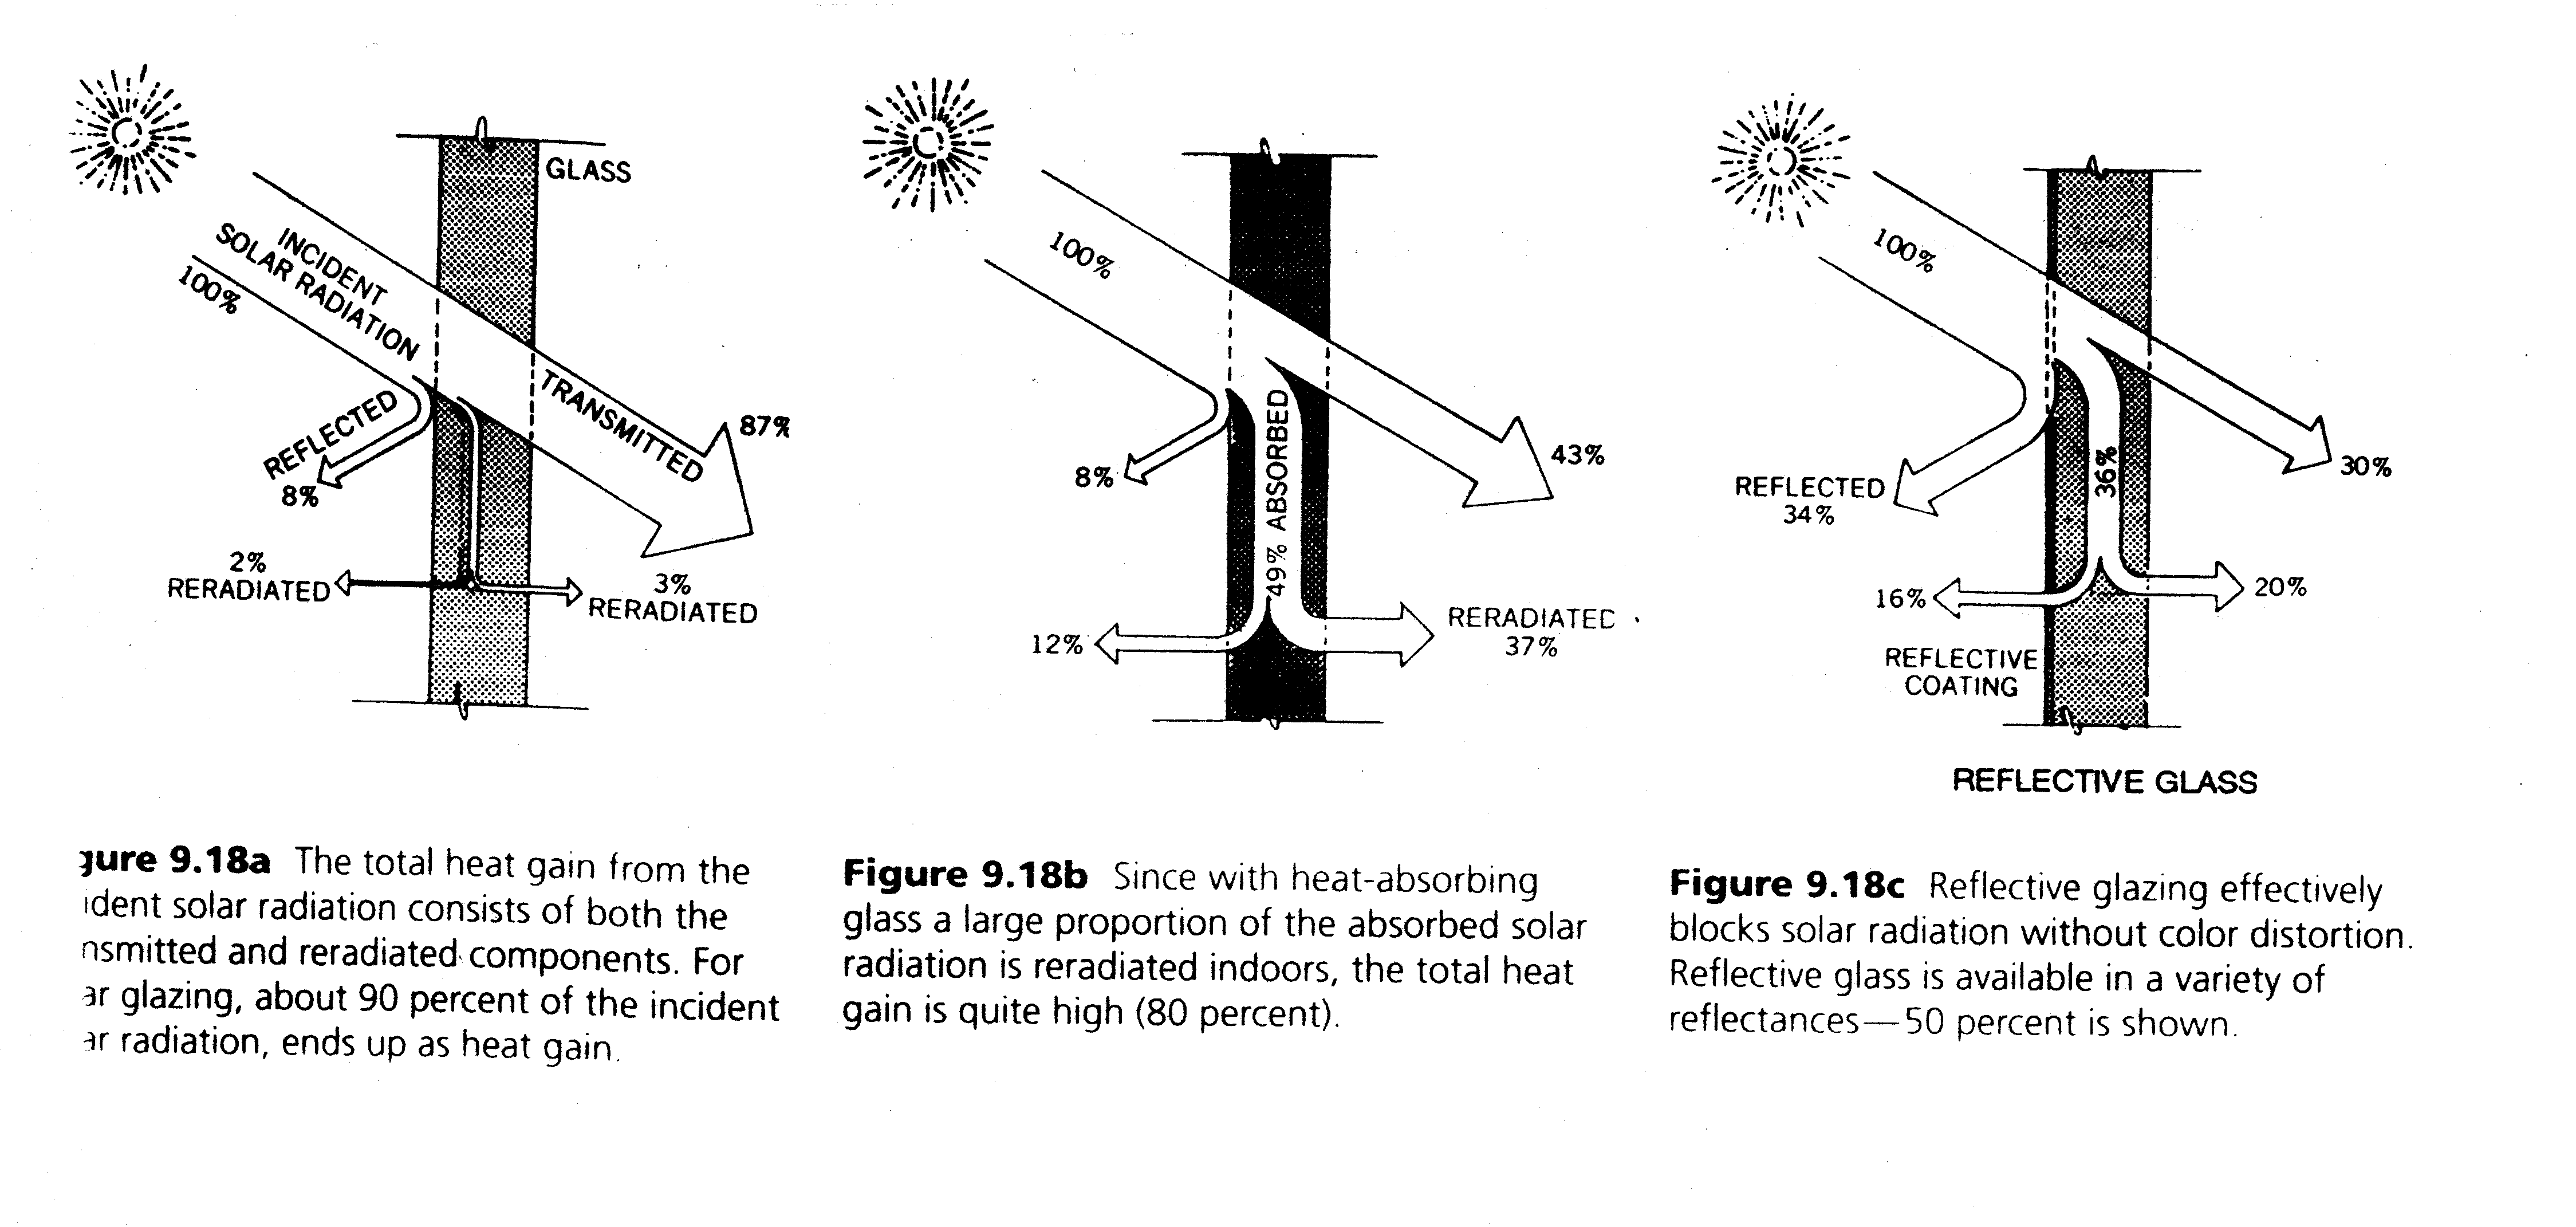 GLASS
INCIDENT
SOLAR RADIATION
100%
REFLECTED
8%
TRANSMITTED
87%
2%
RERADIATED
3%
RERADIATED
100%
8%
49% ABSORBED
43%
12%
RERADIATED
37%
100%
REFLECTED
34%
36%
30%
16%
20%
REFLECTIVE
COATING
REFLECTIVE GLASS
gure 9.18a The total heat gain from the
ident solar radiation consists of both the
nsmitted and reradiated components. For
ar glazing, about 90 percent of the incident
ar radiation, ends up as heat gain.
Figure 9.18b Since with heat-absorbing
glass a large proportion of the absorbed solar
radiation is reradiated indoors, the total heat
gain is quite high (80 percent).
Figure 9.18c Reflective glazing effectively
blocks solar radiation without color distortion.
Reflective glass is available in a variety of
reflectances—50 percent is shown.